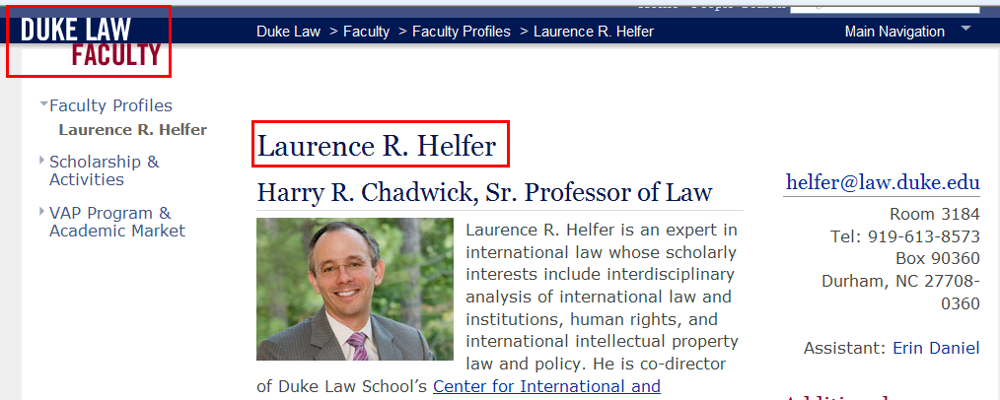 DUKE LAW
FACULTY
Duke Law > Faculty > Faculty Profiles > Laurence R. Helfer
Main Navigation
Faculty Profiles
Laurence R. Helfer
Scholarship &
Activities
VAP Program &
Academic Market
Laurence R. Helfer
Harry R. Chadwick, Sr. Professor of Law
Laurence R. Helfer is an expert in
international law whose scholarly
interests include interdisciplinary
analysis of international law and
institutions, human rights, and
international intellectual property
law and policy. He is co-director
of Duke Law School’s Center for International and
helfer@law.duke.edu
Room 3184
Tel: 919-613-8573
Box 90360
Durham, NC 27708-
0360
Assistant: Erin Daniel